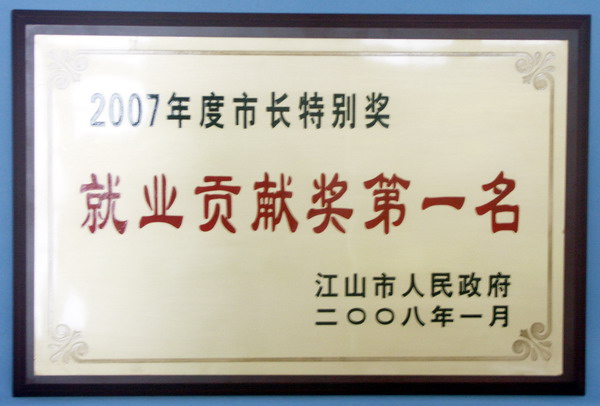 2007年度市长特别奖
就业贡献奖第一名
江山市人民政府
二〇〇八年一月